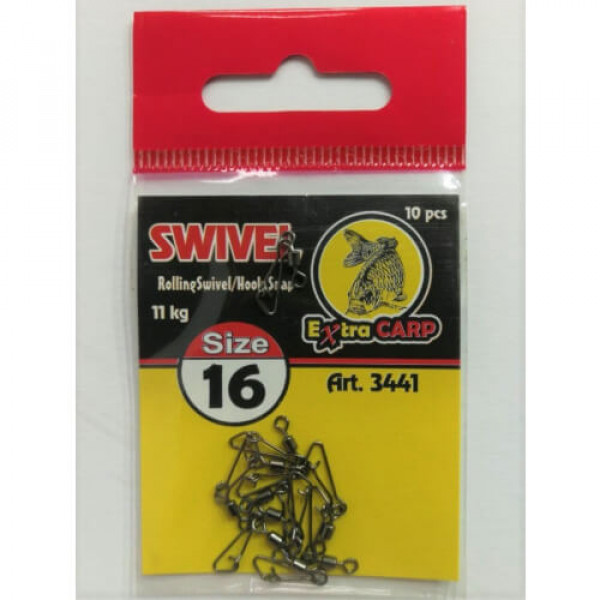 10 pcs
SWIVEL
RollingSwivel/HookSnap
11 kg
Extra CARP
Size
16
Art. 3441